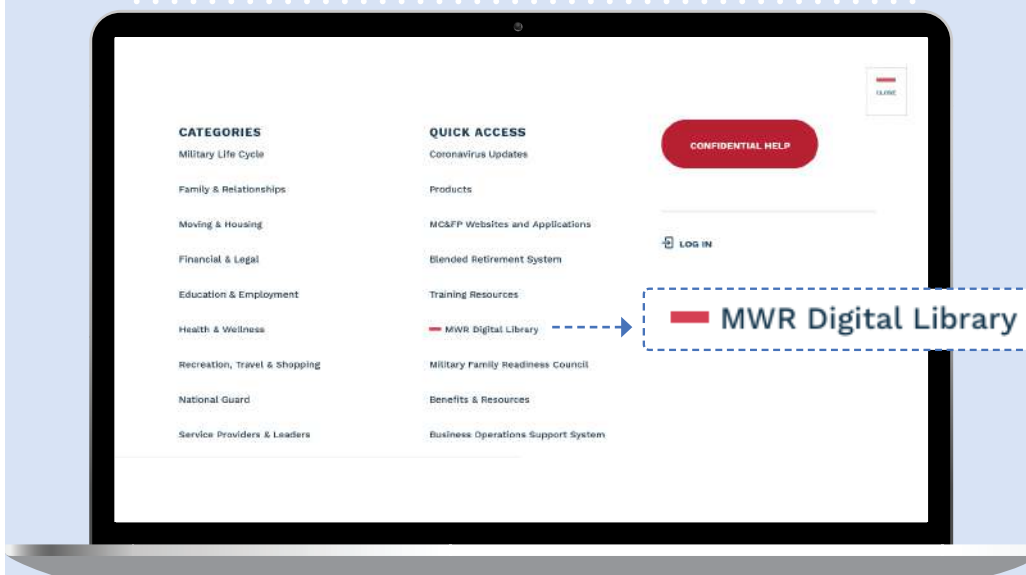 CLOSE
CATEGORIES
Military Life Cycle
Family & Relationships
Moving & Housing
Financial & Legal
Education & Employment
Health & Wellness
Recreation, Travel & Shopping
National Guard
Service Providers & Leaders
QUICK ACCESS
Coronavirus Updates
Products
MC&FP Websites and Applications
Blended Retirement System
Training Resources
MWR Digital Library
Military Family Readiness Council
Benefits & Resources
Business Operations Support System
CONFIDENTIAL HELP
LOG IN
MWR Digital Library